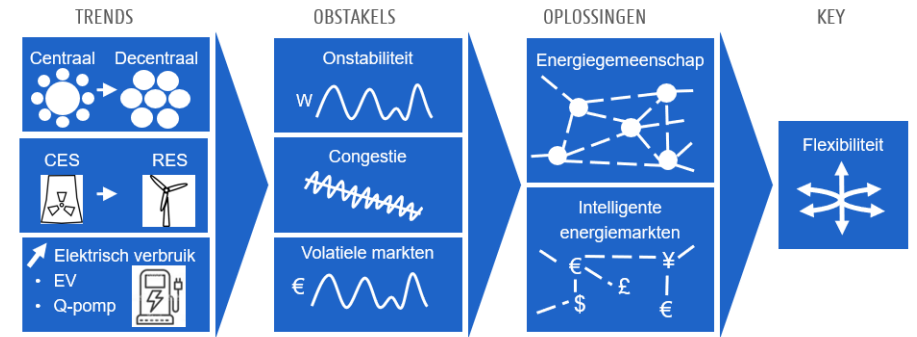 TRENDS
Centraal
Decentraal
CES
RES
Elektrisch verbruik
• EV
• Q-pomp
OBSTAKELS
Onstabiliteit
W
Congestie
Volatiele markten
€
OPLOSSINGEN
Energiegemeenschap
Intelligente
energiemarkten
€
¥
£
$
€
KEY
Flexibiliteit